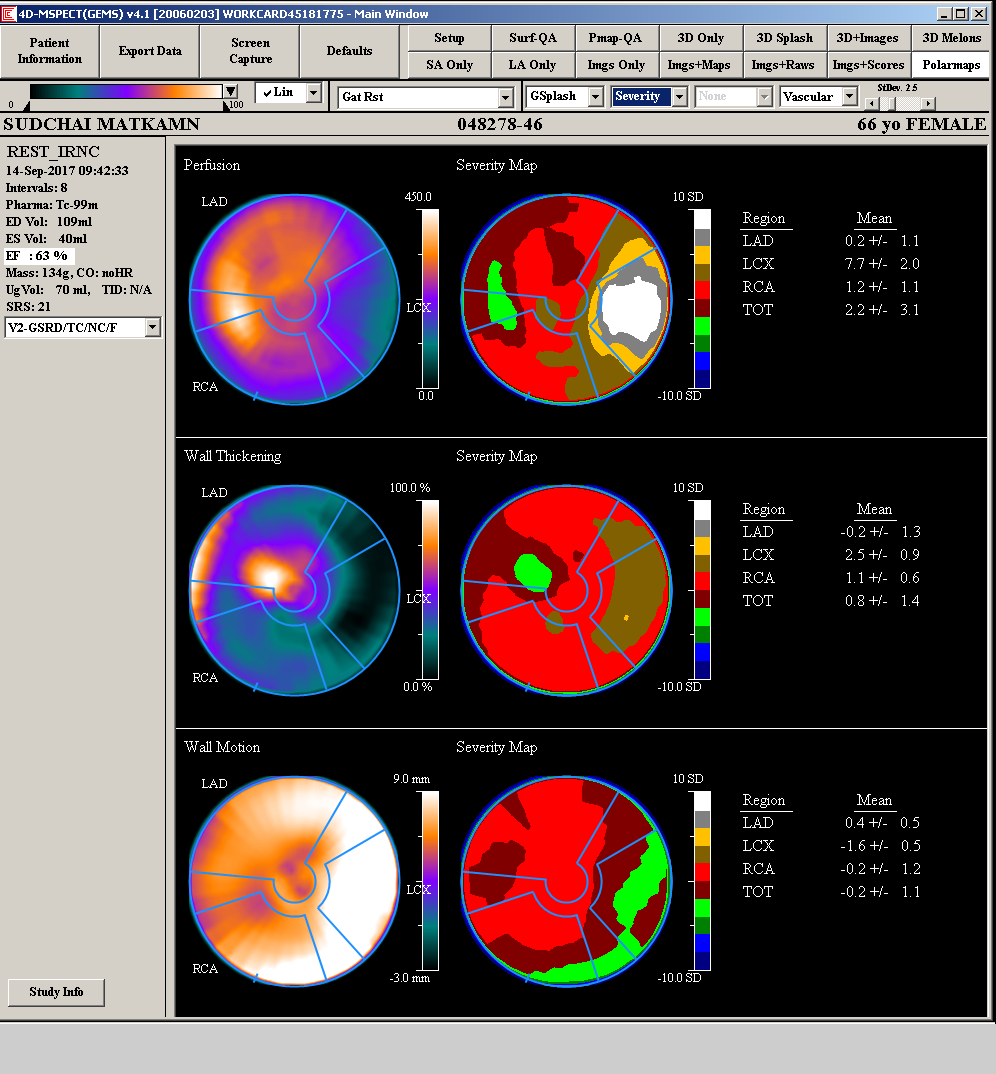 4D-MSPECT(GEMS) v4.1 [20060203] WORKCARD45181775 - Main Window
Patient Information
Export Data
Screen Capture
Defaults
Setup
Surf-QA
Pmap-QA
3D Only
3D Splash
3D+Images
3D Melons
SA Only
LA Only
Imgs Only
Imgs+Maps
Imgs+Raws
Imgs+Scores
Polarmaps
0
100
Lin
Gat Rst
GSplash
Severity
None
Vascular
StDev. 2.5
SUDCHAI MATKAMN 048278-46 66 yo FEMALE
REST_IRNC
14-Sep-2017 09:42:33
Intervals: 8
Pharma: Tc-99m
ED Vol: 109ml
ES Vol: 40ml
EF : 63 %
Mass: 134g, CO: noHR
UgVol: 70 ml, TID: N/A
SRS: 21
V2-GSRD/TC/NC/F
Study Info
Perfusion
LAD
LCX
RCA
450.0
0.0
Severity Map
10 SD
-10.0 SD
Region Mean
LAD 0.2 +/- 1.1
LCX 7.7 +/- 2.0
RCA 1.2 +/- 1.1
TOT 2.2 +/- 3.1
Wall Thickening
LAD
LCX
RCA
100.0 %
0.0 %
Severity Map
10 SD
-10.0 SD
Region Mean
LAD -0.2 +/- 1.3
LCX 2.5 +/- 0.9
RCA 1.1 +/- 0.6
TOT 0.8 +/- 1.4
Wall Motion
LAD
LCX
RCA
9.0 mm
-3.0 mm
Severity Map
10 SD
-10.0 SD
Region Mean
LAD 0.4 +/- 0.5
LCX -1.6 +/- 0.5
RCA -0.2 +/- 1.2
TOT -0.2 +/- 1.1